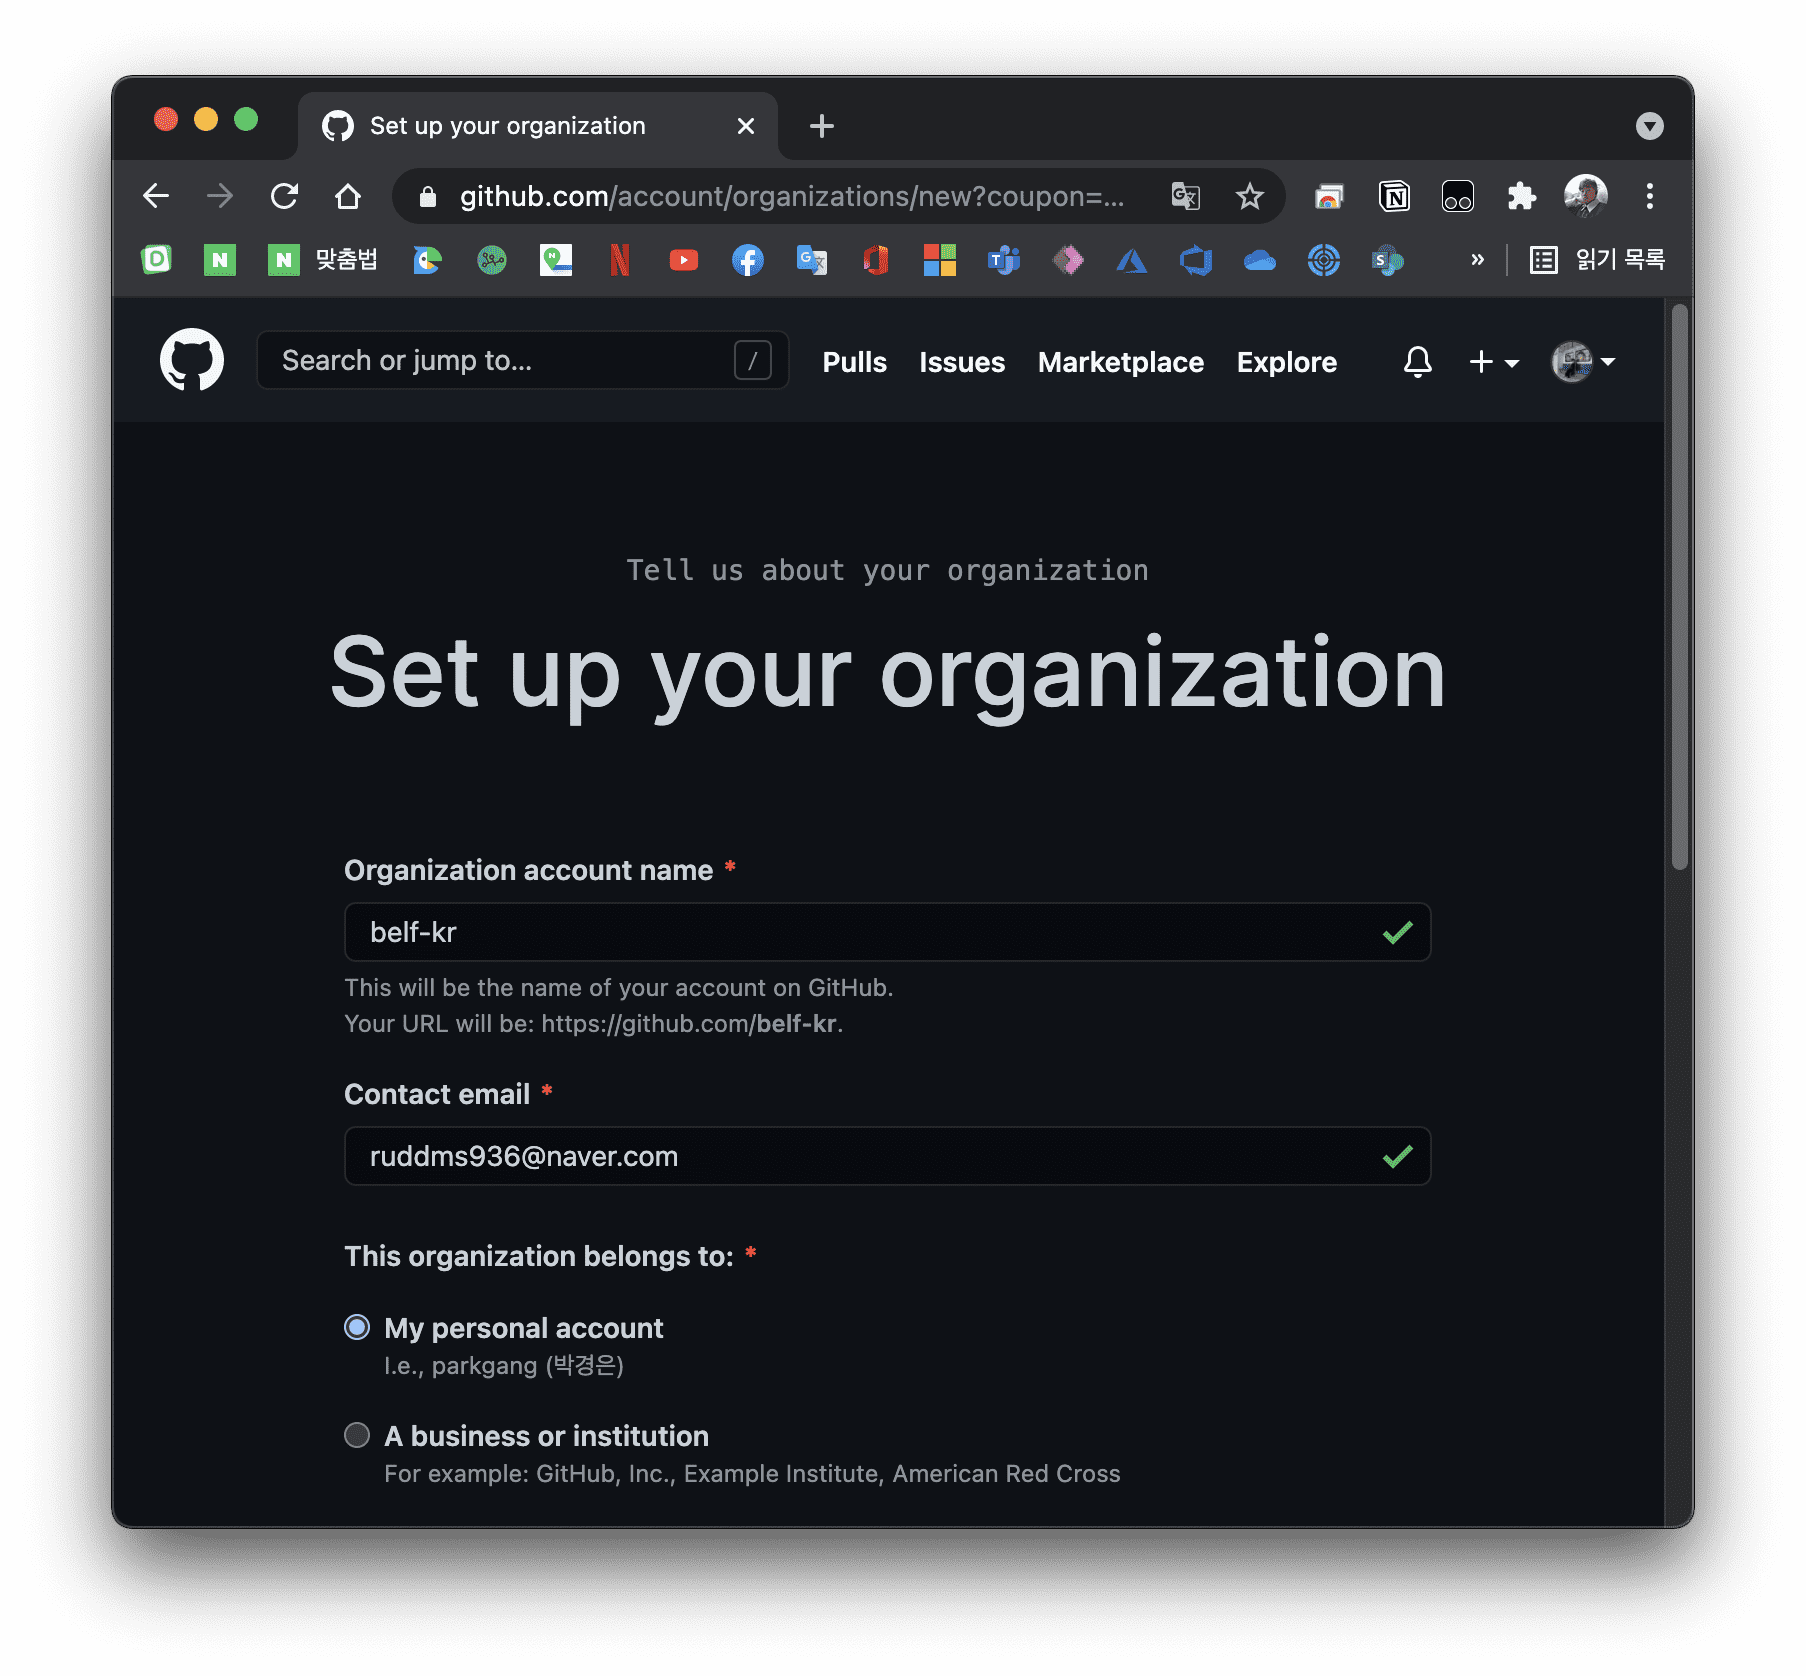 Set up your organization
github.com/account/organizations/new?coupon=...
맞춤법
읽기 목록
Search or jump to...
/
Pulls
Issues
Marketplace
Explore
Tell us about your organization
Set up your organization
Organization account name *
belf-kr
This will be the name of your account on GitHub.
Your URL will be: https://github.com/belf-kr.
Contact email *
ruddms936@naver.com
This organization belongs to: *
My personal account
I.e., parkgang (박경은)
A business or institution
For example: GitHub, Inc., Example Institute, American Red Cross